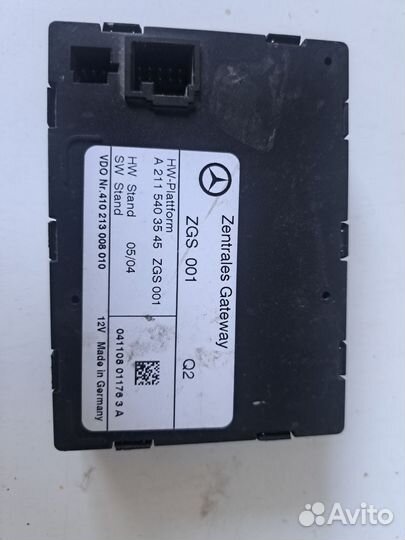 Zentrales Gateway
ZGS 001
Q2
HW-Plattform
A 211 540 35 45 ZGS 001
HW Stand 05/04
SW Stand
041108 01176 3 A
VDO Nr. 410 213 008 010
12V Made in Germany
Avito